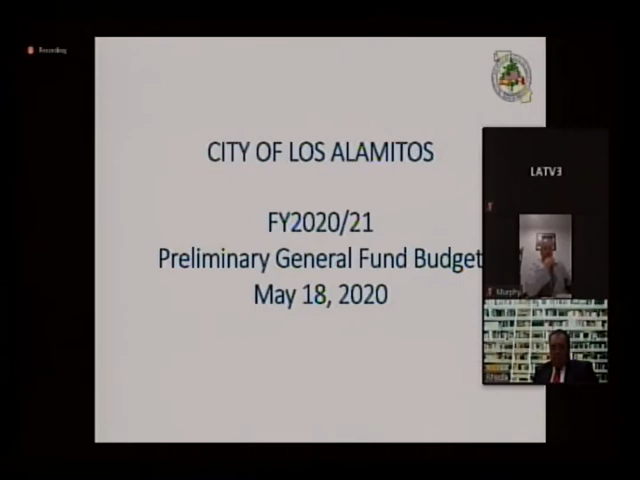 Recording
CITY OF LOS ALAMITOS
FY2020/21
Preliminary General Fund Budget
May 18, 2020
LATV3
Murphy